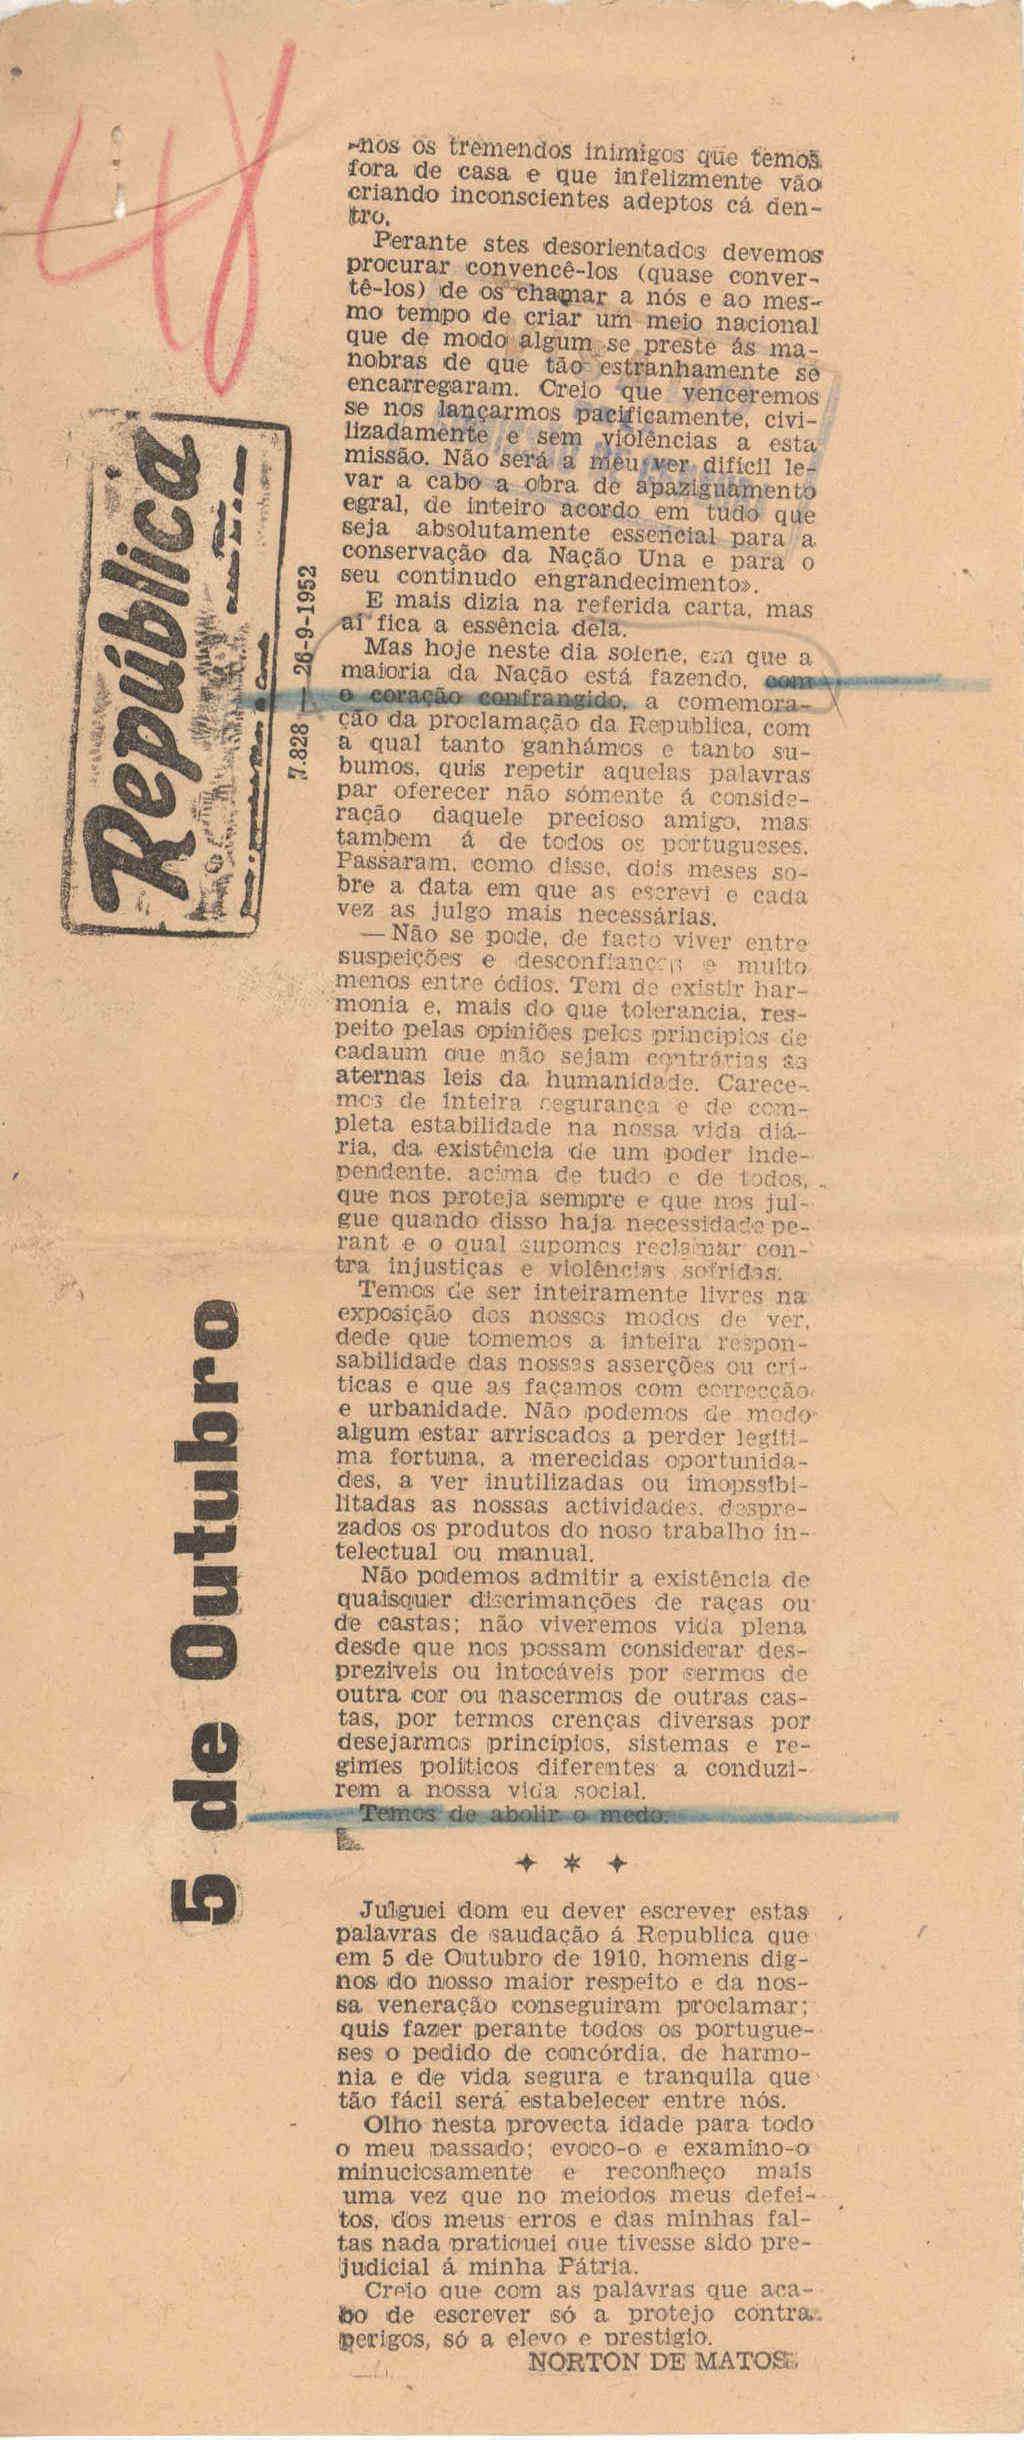 48
República
7.828 — 26-9-1952
5 de Outubro
-nos os tremendos inimigos que temos
fora de casa e que infelizmente vão
criando inconscientes adeptos cá den-
tro.
Perante stes desorientados devemos
procurar convencê-los (quase conver-
tê-los) de os chamar a nós e ao mes-
mo tempo de criar um meio nacional
que de modo algum se preste ás ma-
nobras de que tão estranhamente se
encarregaram. Creio que venceremos
se nos lançarmos pacificamente, civi-
lizadamente e sem violências a esta
missão. Não será a meu ver difícil le-
var a cabo a obra de apaziguamento
egral, de inteiro acordo em tudo que
seja absolutamente essencial para a
conservação da Nação Una e para o
seu continudo engrandecimento».
E mais dizia na referida carta, mas
aí fica a essência dela.
Mas hoje neste dia solene, em que a
maioria da Nação está fazendo, com
o coração confrangido, a comemora-
ção da proclamação da Republica, com
a qual tanto ganhámos e tanto su-
bumos, quis repetir aquelas palavras
par oferecer não sómente á conside-
ração daquele precioso amigo, mas
tambem á de todos os portugueses.
Passaram, como disse, dois meses so-
bre a data em que as escrevi e cada
vez as julgo mais necessárias.
— Não se pode, de facto viver entre
suspeições e desconfianças e muito
menos entre ódios. Tem de existir har-
monia e, mais do que tolerancia, res-
peito pelas opiniões pelos principios de
cadaum que não sejam contrárias ás
aternas leis da humanidade. Carece-
mos de inteira segurança e de com-
pleta estabilidade na nossa vida diá-
ria, da existência de um poder inde-
pendente, acima de tudo e de todos,
que nos proteja sempre e que nos jul-
gue quando disso haja necessidade pe-
rant e o qual supomos reclamar con-
tra injustiças e violências sofridas.
Temos de ser inteiramente livres na
exposição dos nossos modos de ver,
dede que tomemos a inteira respon-
sabilidade das nossas asserções ou crí-
ticas e que as façamos com correcção
e urbanidade. Não podemos de modo
algum estar arriscados a perder legíti-
ma fortuna, a merecidas oportunida-
des, a ver inutilizadas ou imopssibi-
litadas as nossas actividades, despre-
zados os produtos do noso trabalho in-
telectual ou manual.
Não podemos admitir a existência de
quaisquer discrimanções de raças ou
de castas; não viveremos vida plena
desde que nos possam considerar des-
preziveis ou intocáveis por sermos de
outra cor ou nascermos de outras cas-
tas, por termos crenças diversas por
desejarmos principios, sistemas e re-
gimes políticos diferentes a conduzi-
rem a nossa vida social.
Temos de abolir o medo.
Julguei dom eu dever escrever estas
palavras de saudação á Republica que
em 5 de Outubro de 1910, homens dig-
nos do nosso maior respeito e da nos-
sa veneração conseguiram proclamar;
quis fazer perante todos os portugue-
ses o pedido de concórdia, de harmo-
nia e de vida segura e tranquila que
tão fácil será estabelecer entre nós.
Olho nesta provecta idade para todo
o meu passado; evoco-o e examino-o
minuciosamente e reconheço mais
uma vez que no meiodos meus defei-
tos, dos meus erros e das minhas fal-
tas nada pratiquei que tivesse sido pre-
judicial á minha Pátria.
Creio que com as palavras que aca-
bo de escrever só a protejo contra
perigos, só a elevo e prestigio.
NORTON DE MATOS